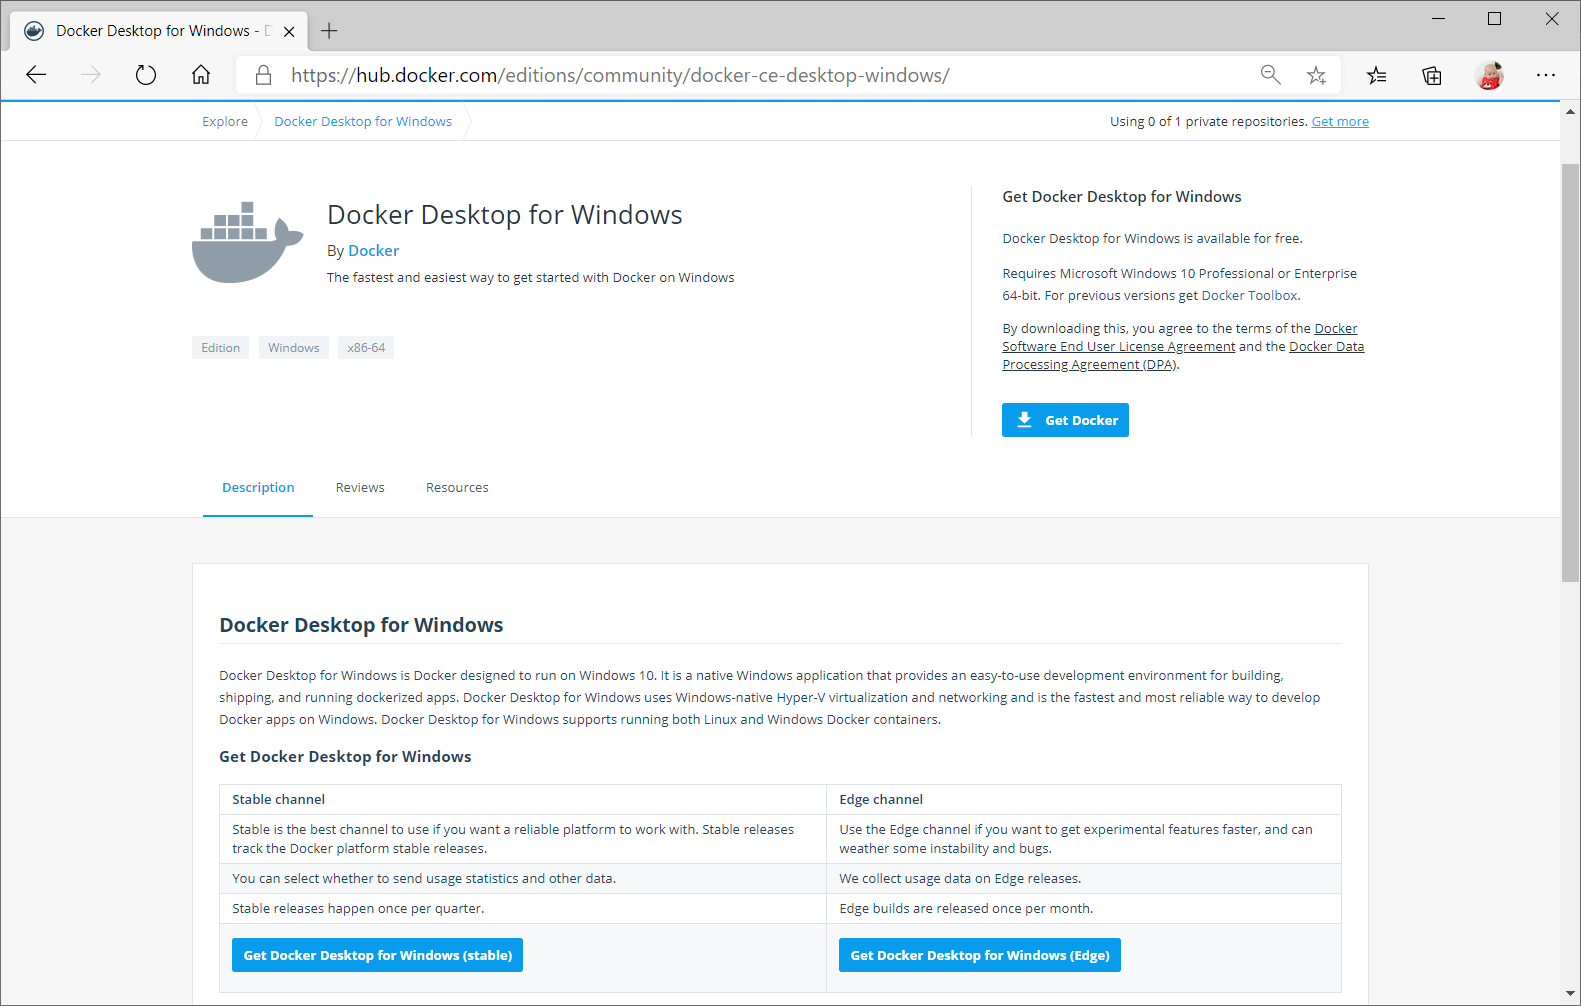 Docker Desktop for Windows -
https://hub.docker.com/editions/community/docker-ce-desktop-windows/
Explore
Docker Desktop for Windows
Using 0 of 1 private repositories. Get more
Docker Desktop for Windows
By Docker
The fastest and easiest way to get started with Docker on Windows
Edition
Windows
x86-64
Get Docker Desktop for Windows
Docker Desktop for Windows is available for free.
Requires Microsoft Windows 10 Professional or Enterprise
64-bit. For previous versions get Docker Toolbox.
By downloading this, you agree to the terms of the Docker
Software End User License Agreement and the Docker Data
Processing Agreement (DPA).
Get Docker
Description
Reviews
Resources
Docker Desktop for Windows
Docker Desktop for Windows is Docker designed to run on Windows 10. It is a native Windows application that provides an easy-to-use development environment for building,
shipping, and running dockerized apps. Docker Desktop for Windows uses Windows-native Hyper-V virtualization and networking and is the fastest and most reliable way to develop
Docker apps on Windows. Docker Desktop for Windows supports running both Linux and Windows Docker containers.
Get Docker Desktop for Windows
Stable channel
Edge channel
Stable is the best channel to use if you want a reliable platform to work with. Stable releases
track the Docker platform stable releases.
Use the Edge channel if you want to get experimental features faster, and can
weather some instability and bugs.
You can select whether to send usage statistics and other data.
We collect usage data on Edge releases.
Stable releases happen once per quarter.
Edge builds are released once per month.
Get Docker Desktop for Windows (stable)
Get Docker Desktop for Windows (Edge)